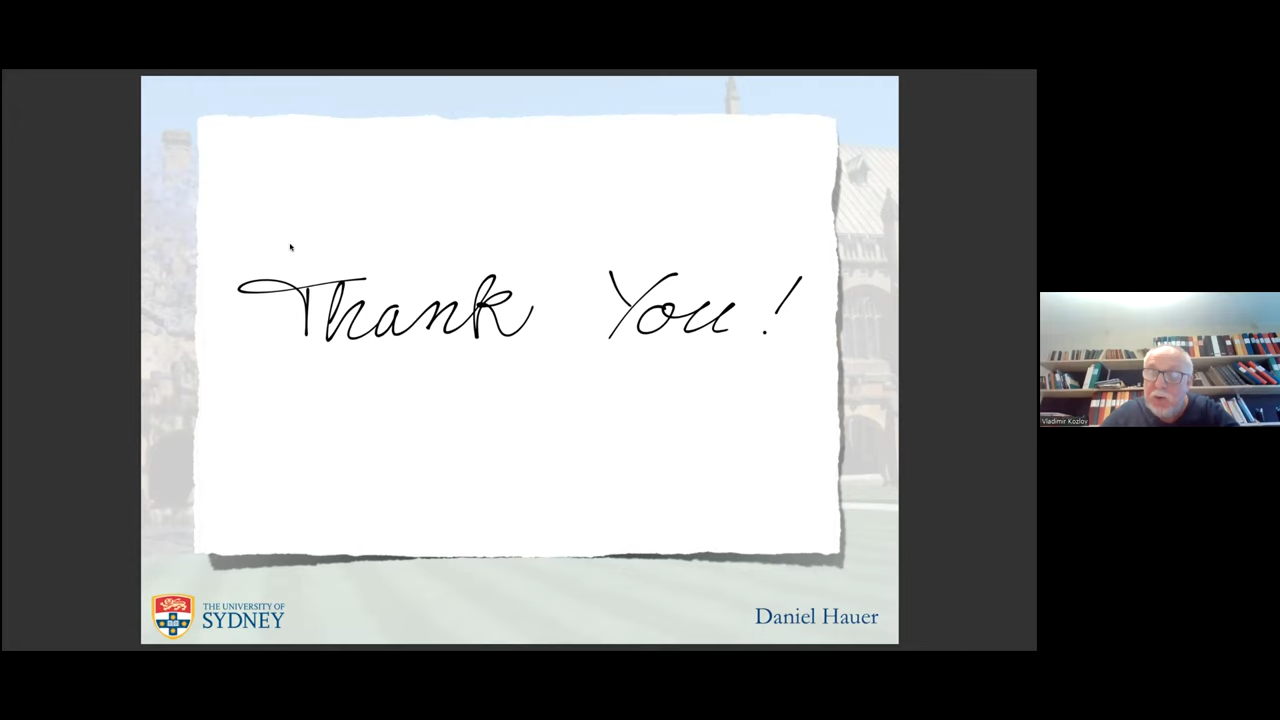 Thank You!
THE UNIVERSITY OF
SYDNEY
Daniel Hauer
Vladimir Kozlov